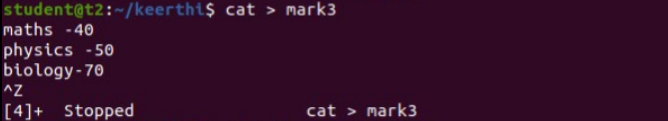 student@t2:~/keerthi$ cat > mark3
maths -40
physics -50
biology-70
^Z
[4]+  Stopped                 cat > mark3